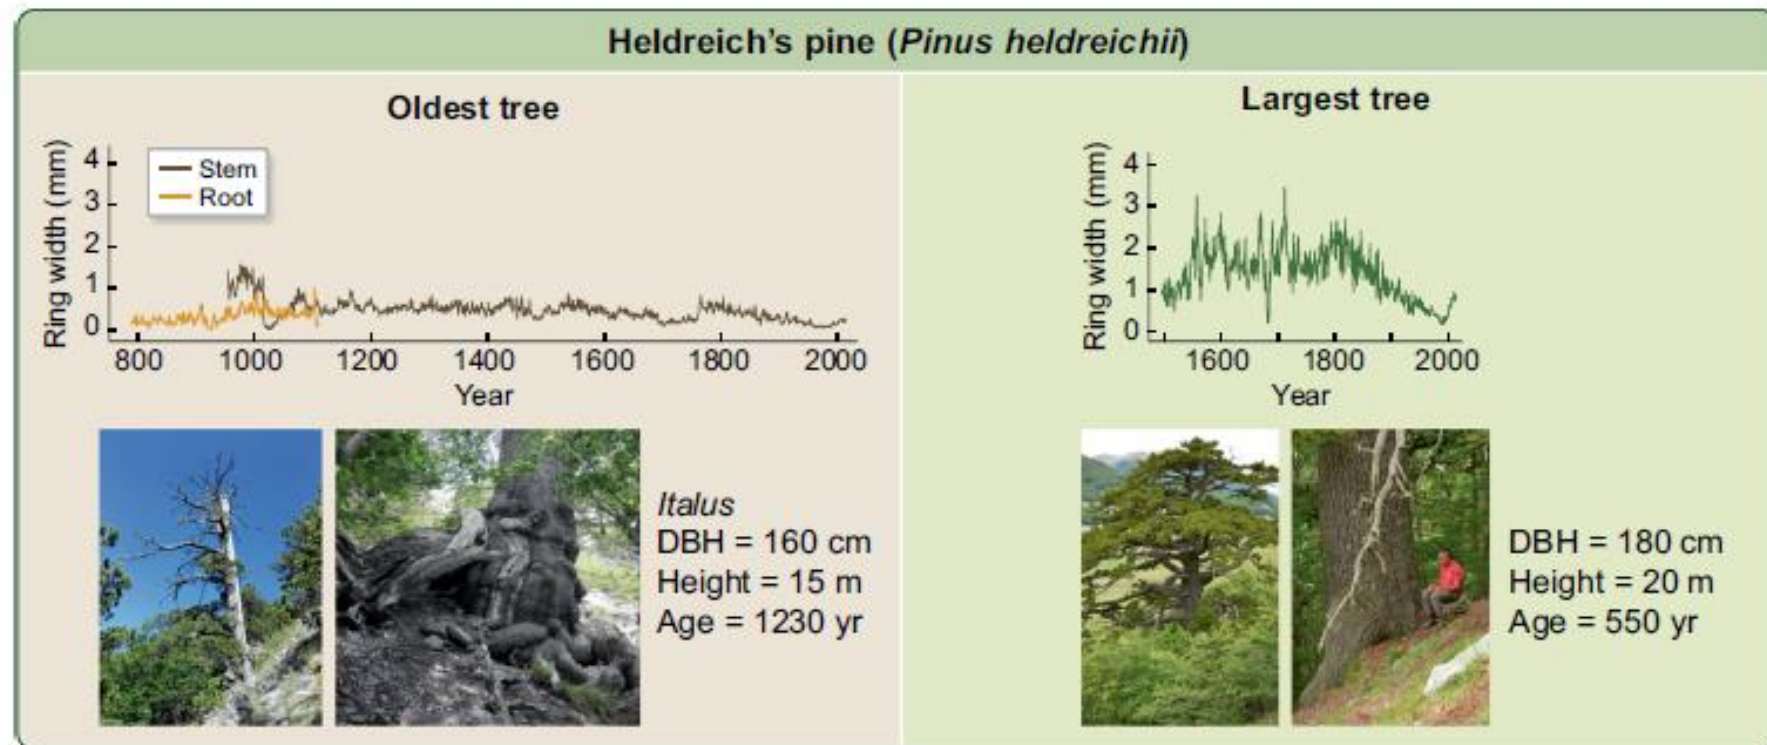 Heldreich's pine (Pinus heldreichii)
Oldest tree
Ring width (mm)
4
3
2
1
0
Stem
Root
800 1000 1200 1400 1600 1800 2000
Year
Italus
DBH = 160 cm
Height = 15 m
Age = 1230 yr
Largest tree
Ring width (mm)
4
3
2
1
0
1600 1800 2000
Year
DBH = 180 cm
Height = 20 m
Age = 550 yr